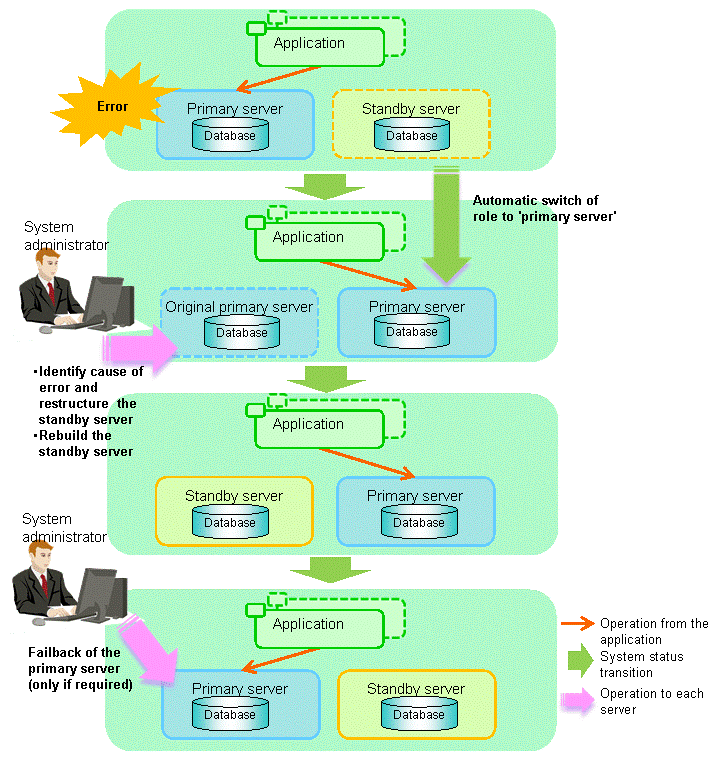 Application
Error
Primary server
Database
Standby server
Database
Automatic switch of
role to 'primary server'
System
administrator
Application
Original primary server
Database
Primary server
Database
•Identify cause of
error and
restructure the
standby server
•Rebuild the
standby server
Application
Standby server
Database
Primary server
Database
System
administrator
Application
Failback of the
primary server
(only if required)
Primary server
Database
Standby server
Database
Operation from the
application
System status
transition
Operation to each
server